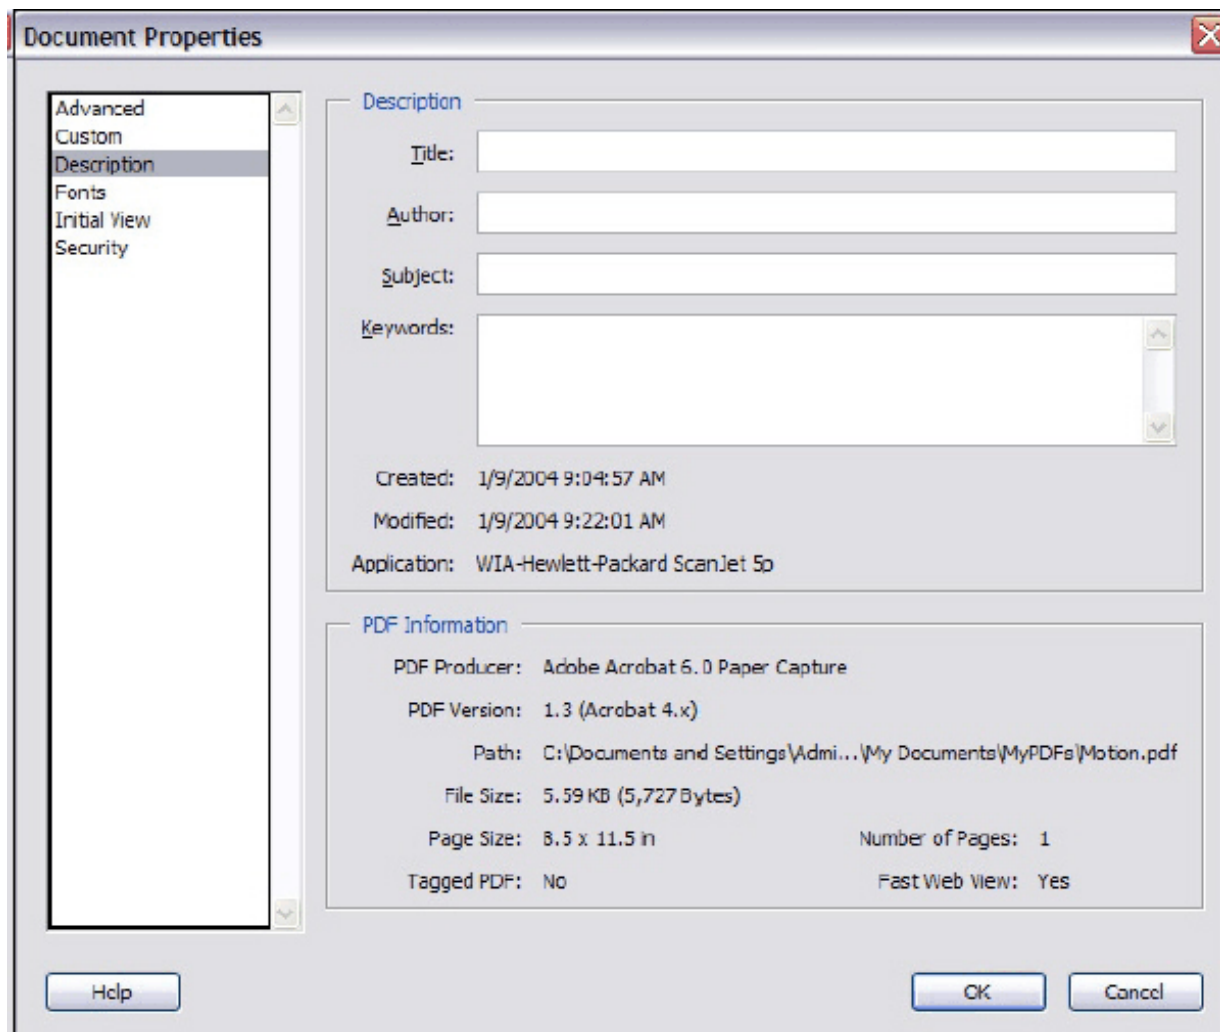 Document Properties
Advanced
Custom
Description
Fonts
Initial View
Security
Description
Title:
Author:
Subject:
Keywords:
Created: 1/9/2004 9:04:57 AM
Modified: 1/9/2004 9:22:01 AM
Application: WIA-Hewlett-Packard ScanJet 5p
PDF Information
PDF Producer: Adobe Acrobat 6.0 Paper Capture
PDF Version: 1.3 (Acrobat 4.x)
Path: C:\Documents and Settings\Admi...\My Documents\MyPDFs\Motion.pdf
File Size: 5.59 KB (5,727 Bytes)
Page Size: 8.5 x 11.5 in Number of Pages: 1
Tagged PDF: No Fast Web View: Yes
Help OK Cancel